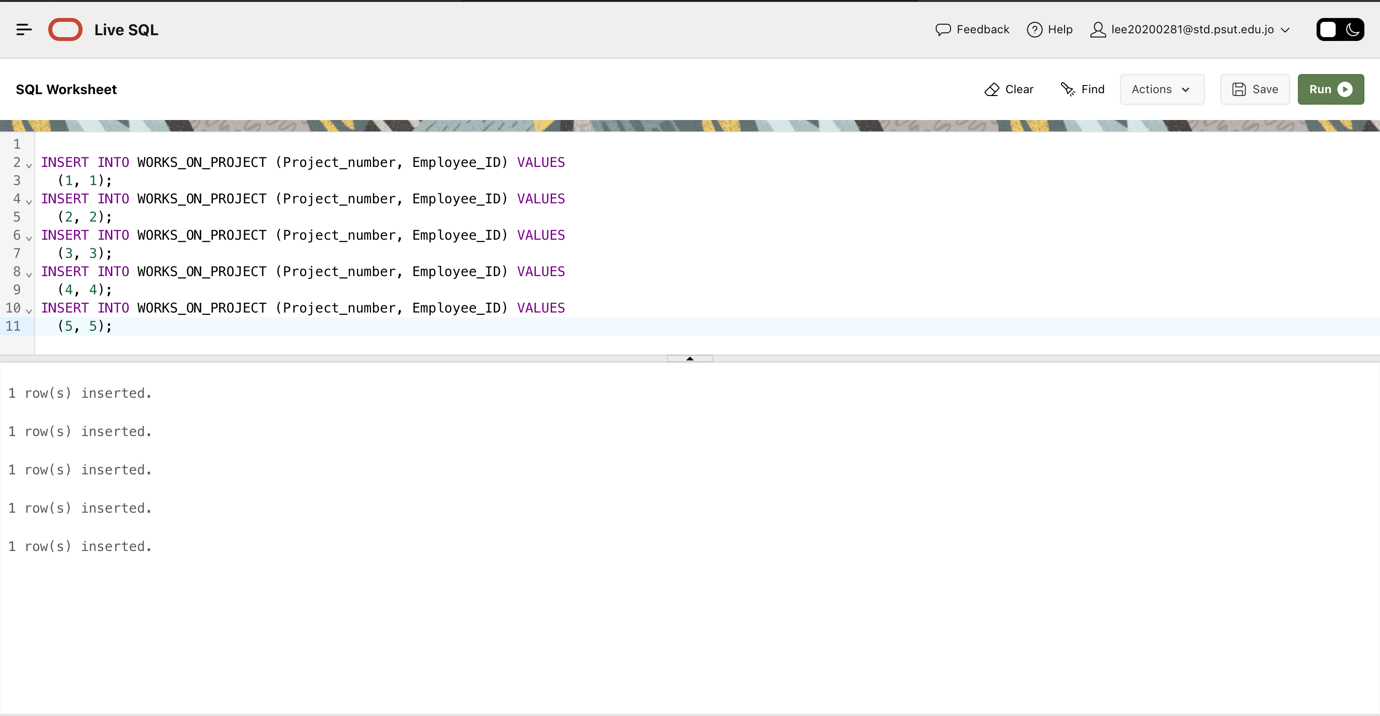 Live SQL
Feedback
Help
lee20200281@std.psut.edu.jo
SQL Worksheet
Clear
Find
Actions
Save
Run
1
2 INSERT INTO WORKS_ON_PROJECT (Project_number, Employee_ID) VALUES
3 (1, 1);
4 INSERT INTO WORKS_ON_PROJECT (Project_number, Employee_ID) VALUES
5 (2, 2);
6 INSERT INTO WORKS_ON_PROJECT (Project_number, Employee_ID) VALUES
7 (3, 3);
8 INSERT INTO WORKS_ON_PROJECT (Project_number, Employee_ID) VALUES
9 (4, 4);
10 INSERT INTO WORKS_ON_PROJECT (Project_number, Employee_ID) VALUES
11 (5, 5);
1 row(s) inserted.
1 row(s) inserted.
1 row(s) inserted.
1 row(s) inserted.
1 row(s) inserted.